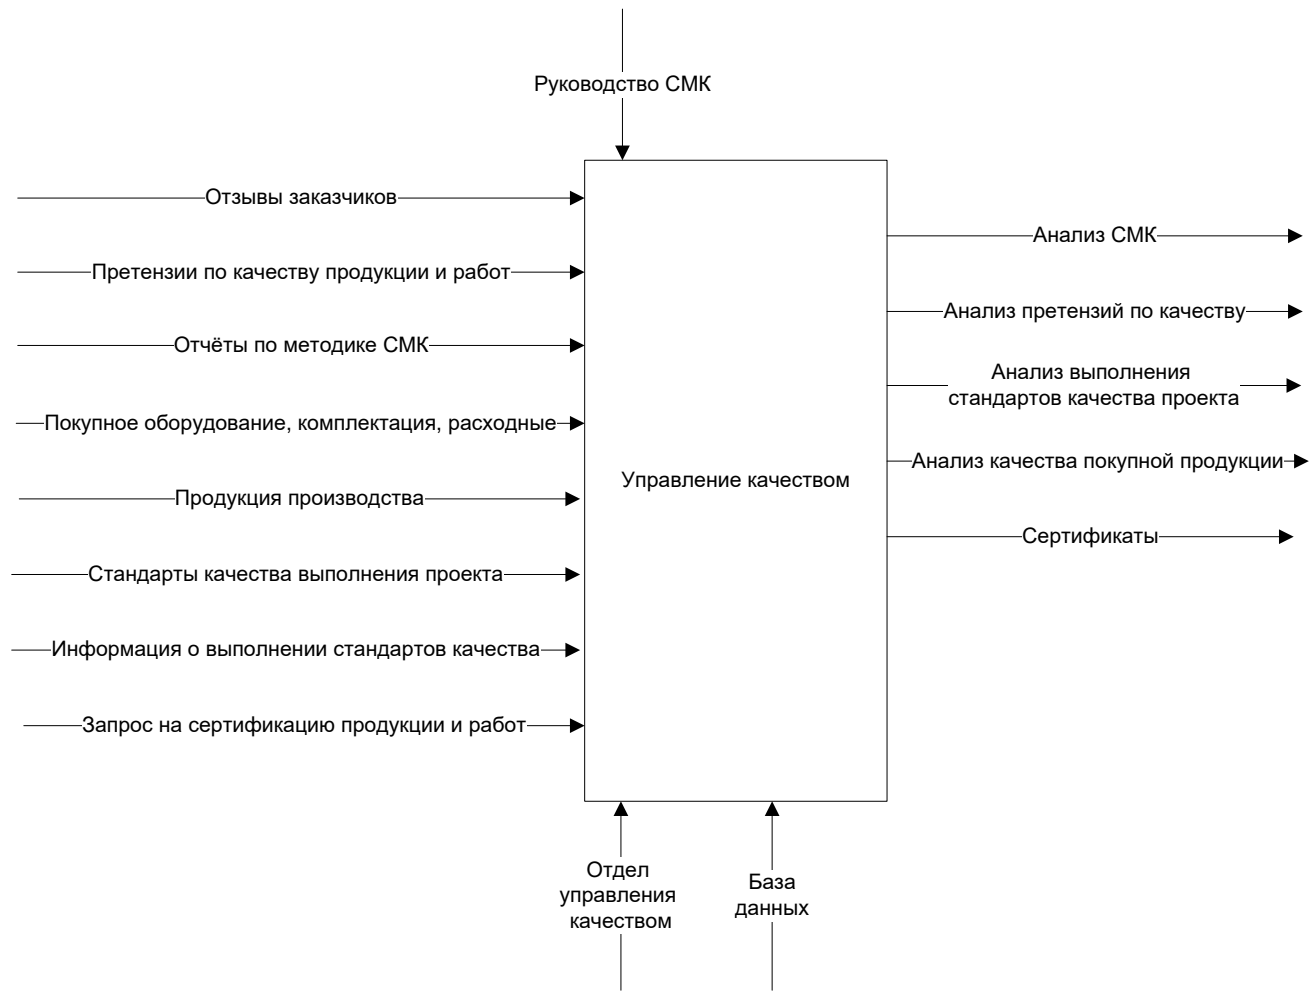 Руководство СМК
Отзывы заказчиков
Претензии по качеству продукции и работ
Отчёты по методике СМК
Покупное оборудование, комплектация, расходные
Продукция производства
Стандарты качества выполнения проекта
Информация о выполнении стандартов качества
Запрос на сертификацию продукции и работ
Управление качеством
Анализ СМК
Анализ претензий по качеству
Анализ выполнения
стандартов качества проекта
Анализ качества покупной продукции
Сертификаты
Отдел
управления
качеством
База
данных